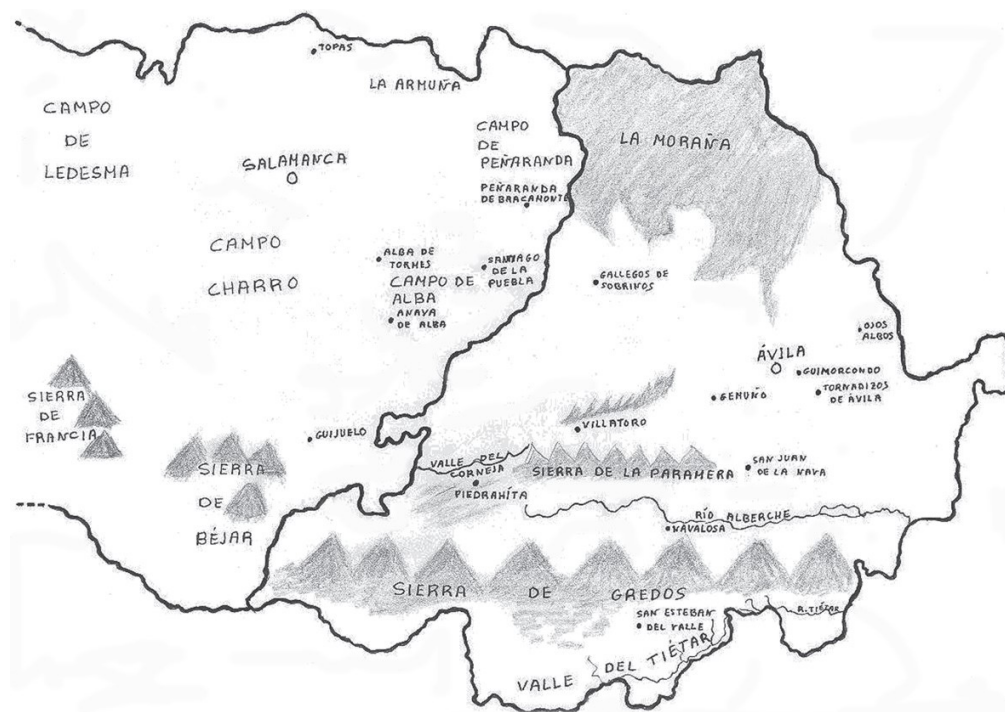 TOPAS
LA ARMUÑA
CAMPO
DE
LEDESMA
CAMPO
DE
PEÑARANDA
LA MORAÑA
SALAMANCA
PEÑARANDA
DE BRACAMONTE
CAMPO
CHARRO
ALBA DE
TORMES
SANTIAGO
DE LA
PUEBLA
CAMPO DE
ALBA
ANAYA
DE ALBA
GALLEGOS DE
SOBRINOS
OJOS
ALBOS
ÁVILA
GUIMORCONDO
TORNADIZOS
DE ÁVILA
GEMUÑO
SIERRA
DE
FRANCIA
GUIJUELO
VILLATORO
SIERRA
DE
BÉJAR
VALLE DEL
CORNEJA
PIEDRAHÍTA
SIERRA DE LA PARAMERA
SAN JUAN
DE LA NAVA
RÍO ALBERCHE
NAVALOSA
SIERRA DE GREDOS
SAN ESTEBAN
DEL VALLE
R. TIÉTAR
VALLE DEL TIÉTAR